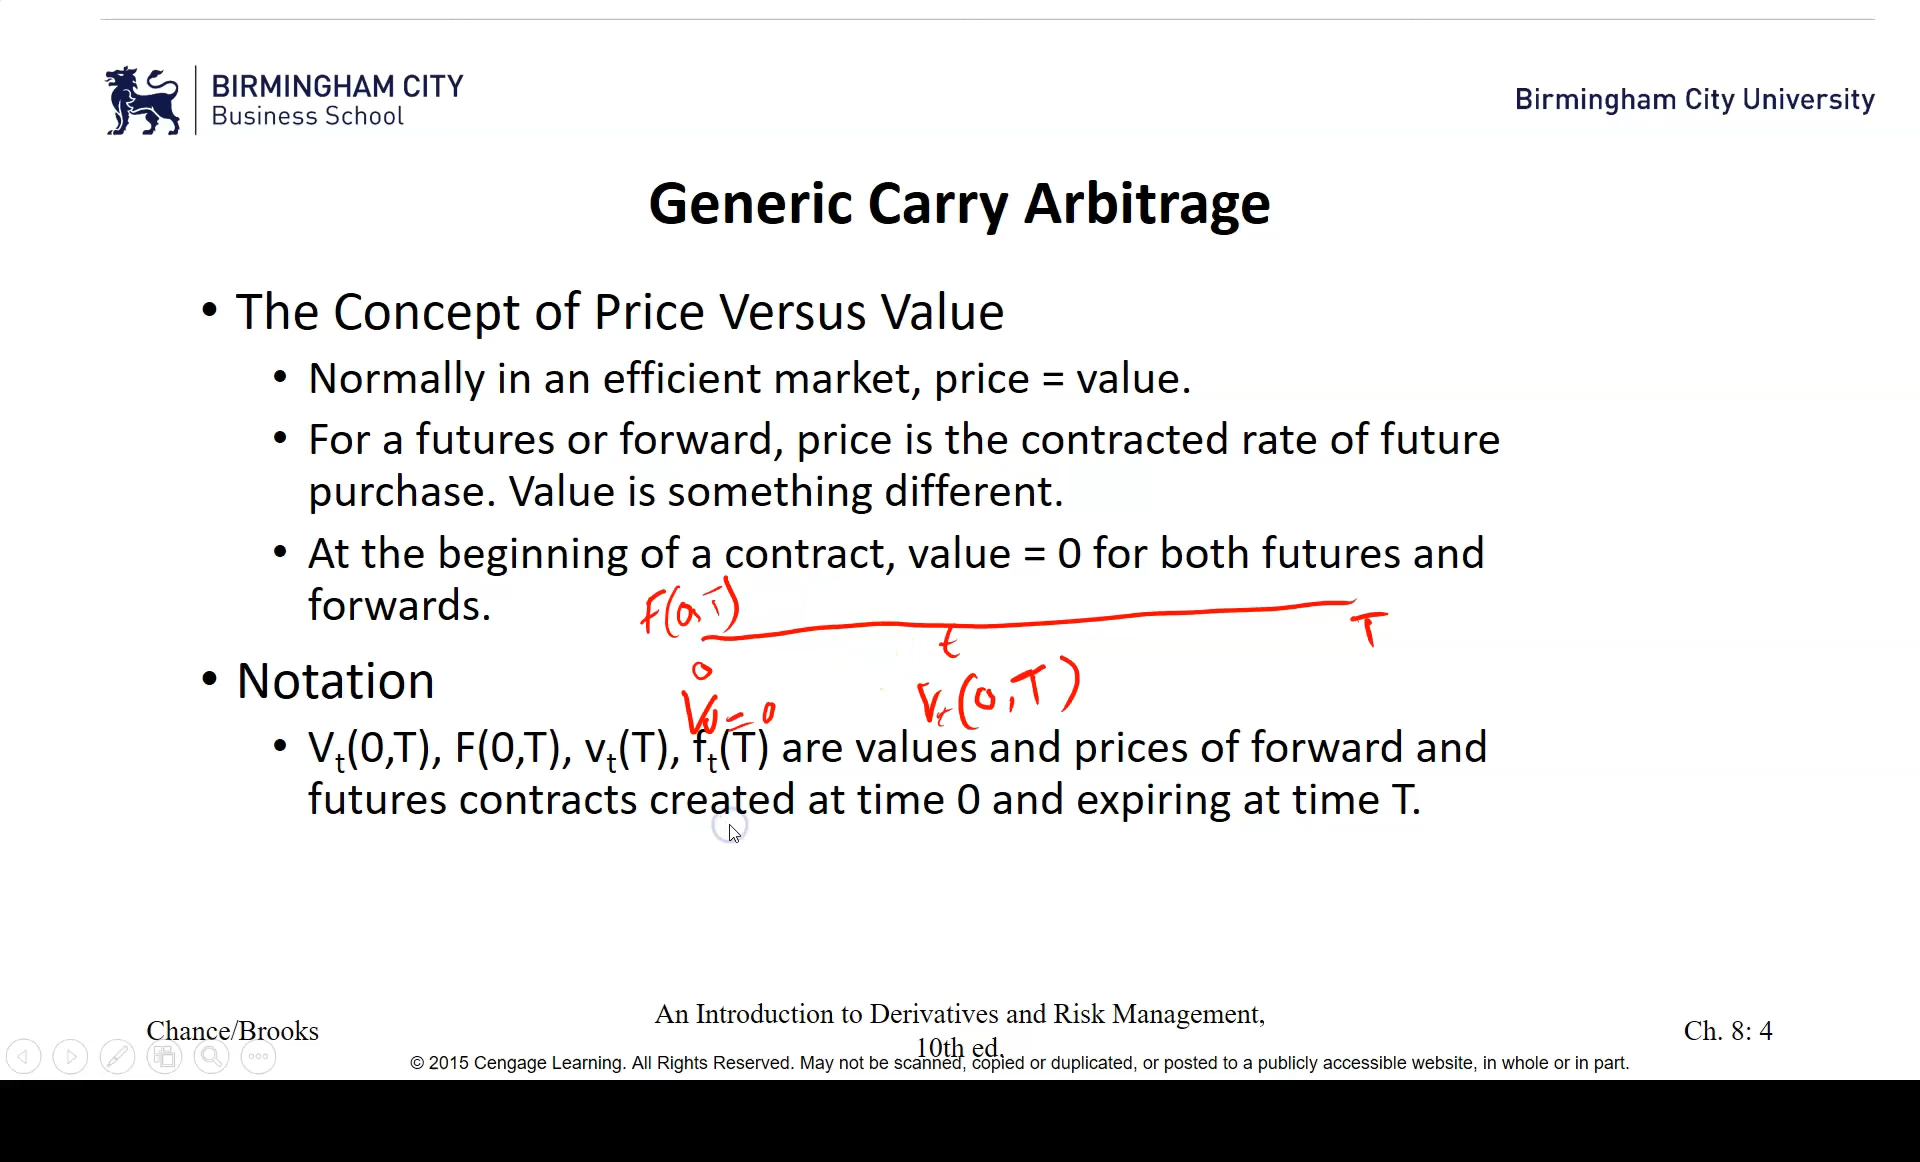 BIRMINGHAM CITY
Business School
Birmingham City University
Generic Carry Arbitrage
• The Concept of Price Versus Value
• Normally in an efficient market, price = value.
• For a futures or forward, price is the contracted rate of future
purchase. Value is something different.
• At the beginning of a contract, value = 0 for both futures and
forwards.
F(0,T)
t
T
0
V0=0
Vt(0,T)
• Notation
• Vt(0,T), F(0,T), vt(T), ft(T) are values and prices of forward and
futures contracts created at time 0 and expiring at time T.
Chance/Brooks
An Introduction to Derivatives and Risk Management,
10th ed.
Ch. 8: 4
© 2015 Cengage Learning. All Rights Reserved. May not be scanned, copied or duplicated, or posted to a publicly accessible website, in whole or in part.